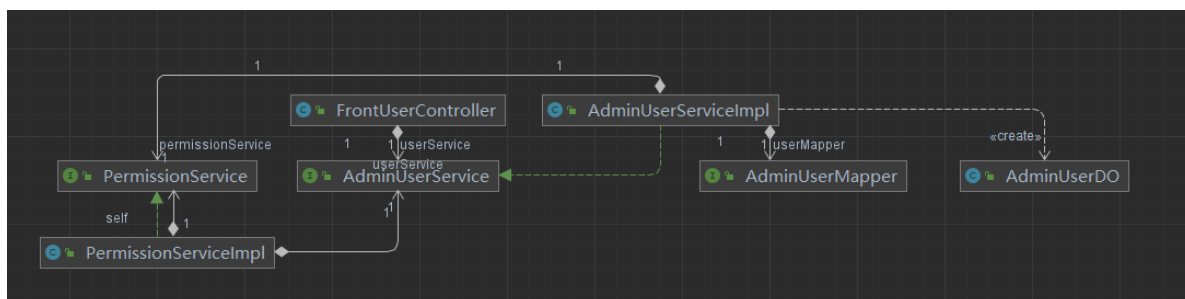 1
1
C FrontUserController
C AdminUserServiceImpl
permissionService
1
1
1 userService
1
1 userMapper
«create»
userService
I PermissionService
I AdminUserService
I AdminUserMapper
C AdminUserDO
self
1
1
1
C PermissionServiceImpl